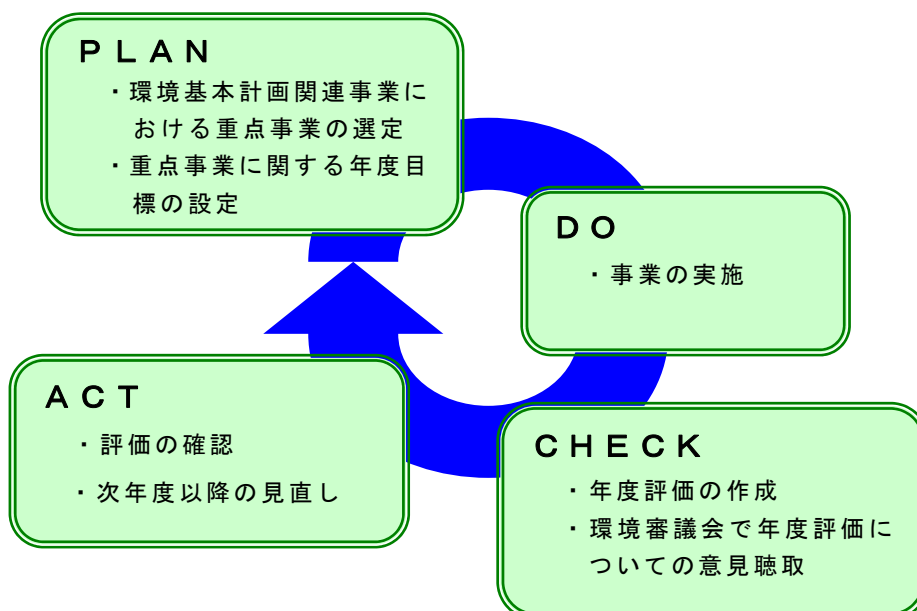 ＰＬＡＮ
・環境基本計画関連事業に
おける重点事業の選定
・重点事業に関する年度目
標の設定
ＤＯ
・事業の実施
ＣＨＥＣＫ
・年度評価の作成
・環境審議会で年度評価に
ついての意見聴取
ＡＣＴ
・評価の確認
・次年度以降の見直し